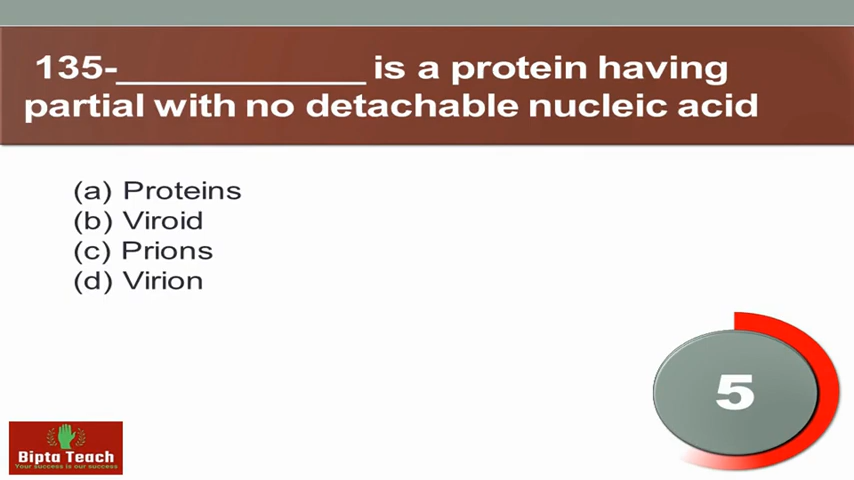 135-______________ is a protein having
partial with no detachable nucleic acid
(a) Proteins
(b) Viroid
(c) Prions
(d) Virion
5
Bipta Teach
Your success is our success